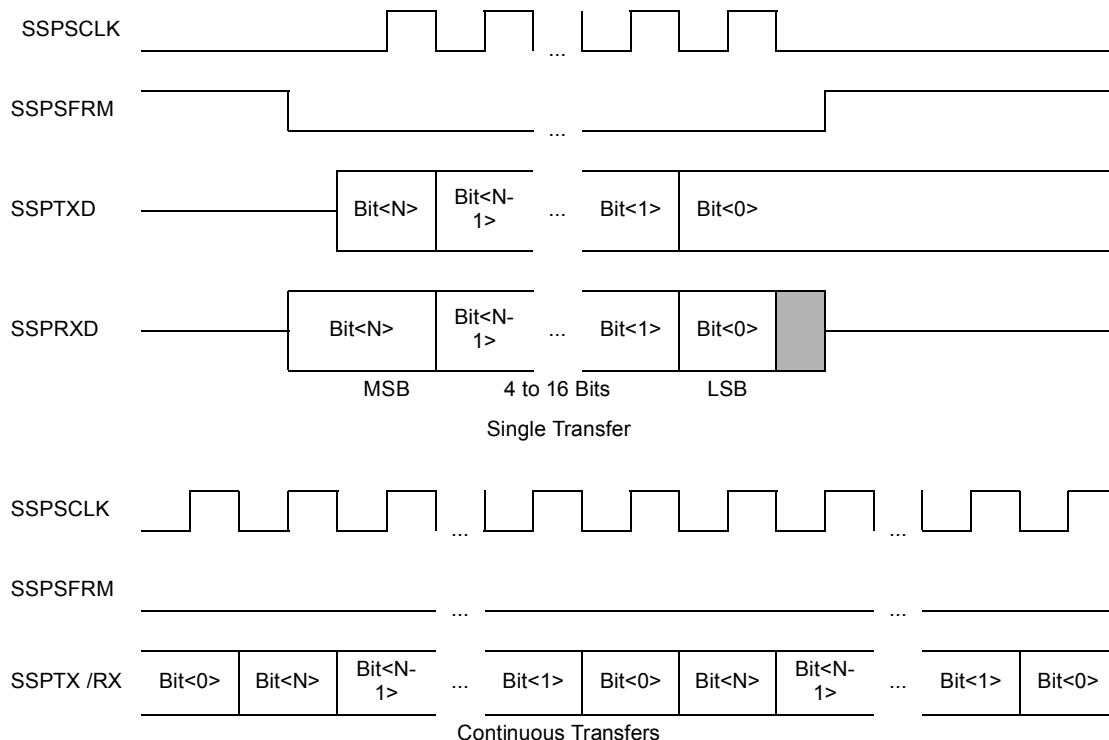 SSPSCLK
...
SSPSFRM
...
SSPTXD
Bit<N>
Bit<N-
1>
...
Bit<1>
Bit<0>
SSPRXD
Bit<N>
Bit<N-
1>
...
Bit<1>
Bit<0>
MSB
4 to 16 Bits
LSB
Single Transfer
SSPSCLK
...
...
SSPSFRM
...
...
SSPTX /RX
Bit<0>
Bit<N>
Bit<N-
1>
...
Bit<1>
Bit<0>
Bit<N>
Bit<N-
1>
...
Bit<1>
Bit<0>
Continuous Transfers